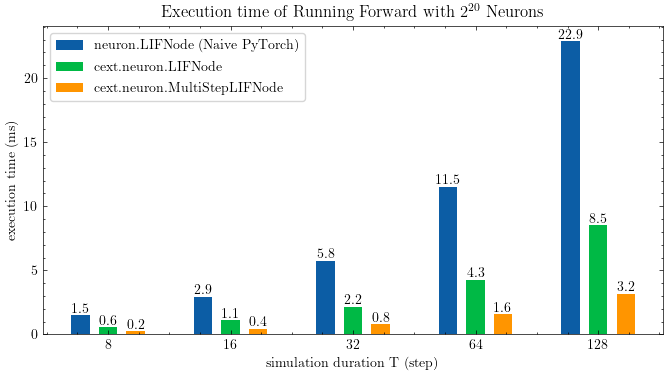 Execution time of Running Forward with 2²⁰ Neurons
neuron.LIFNode (Naive PyTorch)
cext.neuron.LIFNode
cext.neuron.MultiStepLIFNode
execution time (ms)
20
15
10
5
0
1.5 0.6 0.2
2.9 1.1 0.4
5.8 2.2 0.8
11.5 4.3 1.6
22.9 8.5 3.2
8 16 32 64 128
simulation duration T (step)